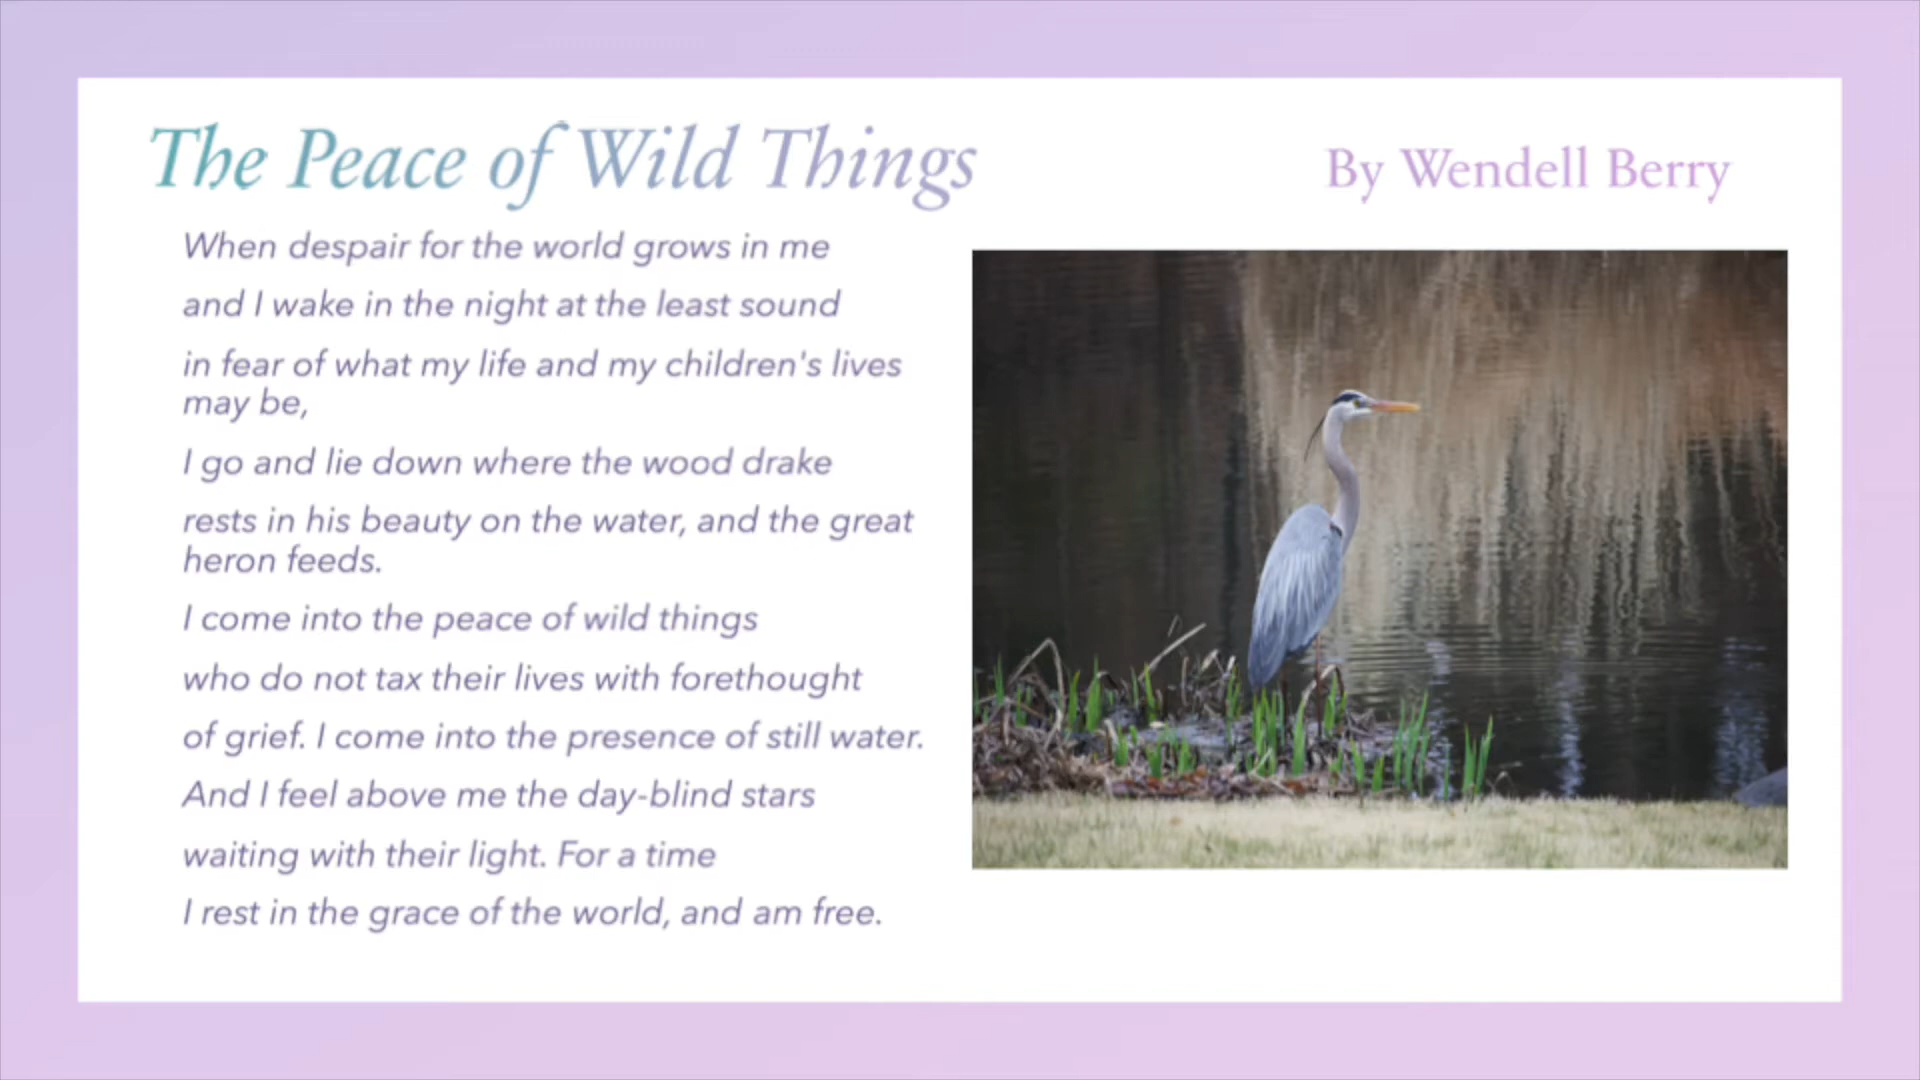 The Peace of Wild Things
By Wendell Berry
When despair for the world grows in me
and I wake in the night at the least sound
in fear of what my life and my children's lives
may be,
I go and lie down where the wood drake
rests in his beauty on the water, and the great
heron feeds.
I come into the peace of wild things
who do not tax their lives with forethought
of grief. I come into the presence of still water.
And I feel above me the day-blind stars
waiting with their light. For a time
I rest in the grace of the world, and am free.